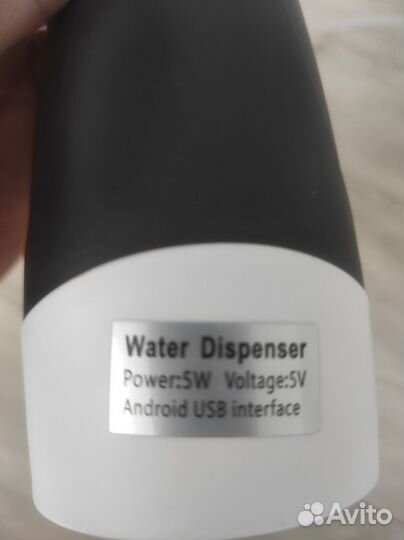 Water Dispenser
Power:5W Voltage:5V
Android USB interface
Avito